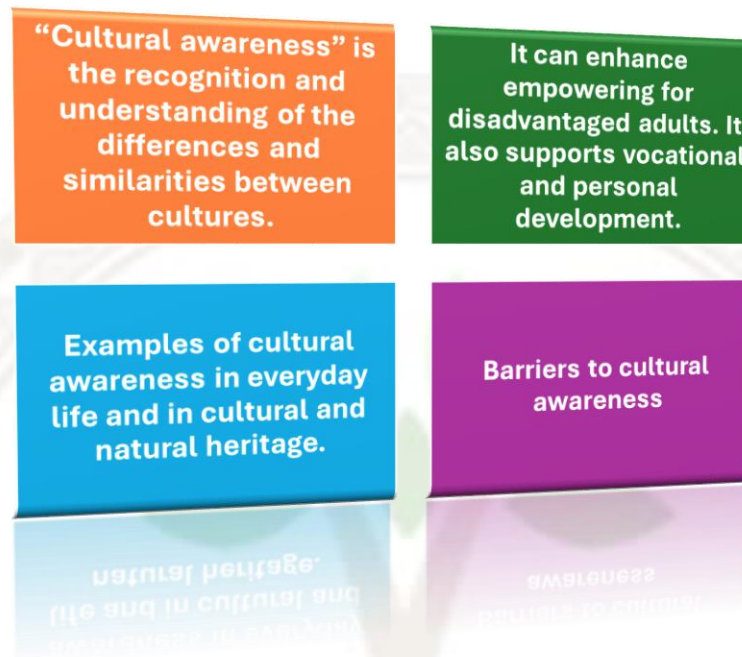 “Cultural awareness” is
the recognition and
understanding of the
differences and
similarities between
cultures.
It can enhance
empowering for
disadvantaged adults. It
also supports vocational
and personal
development.
Examples of cultural
awareness in everyday
life and in cultural and
natural heritage.
Barriers to cultural
awareness